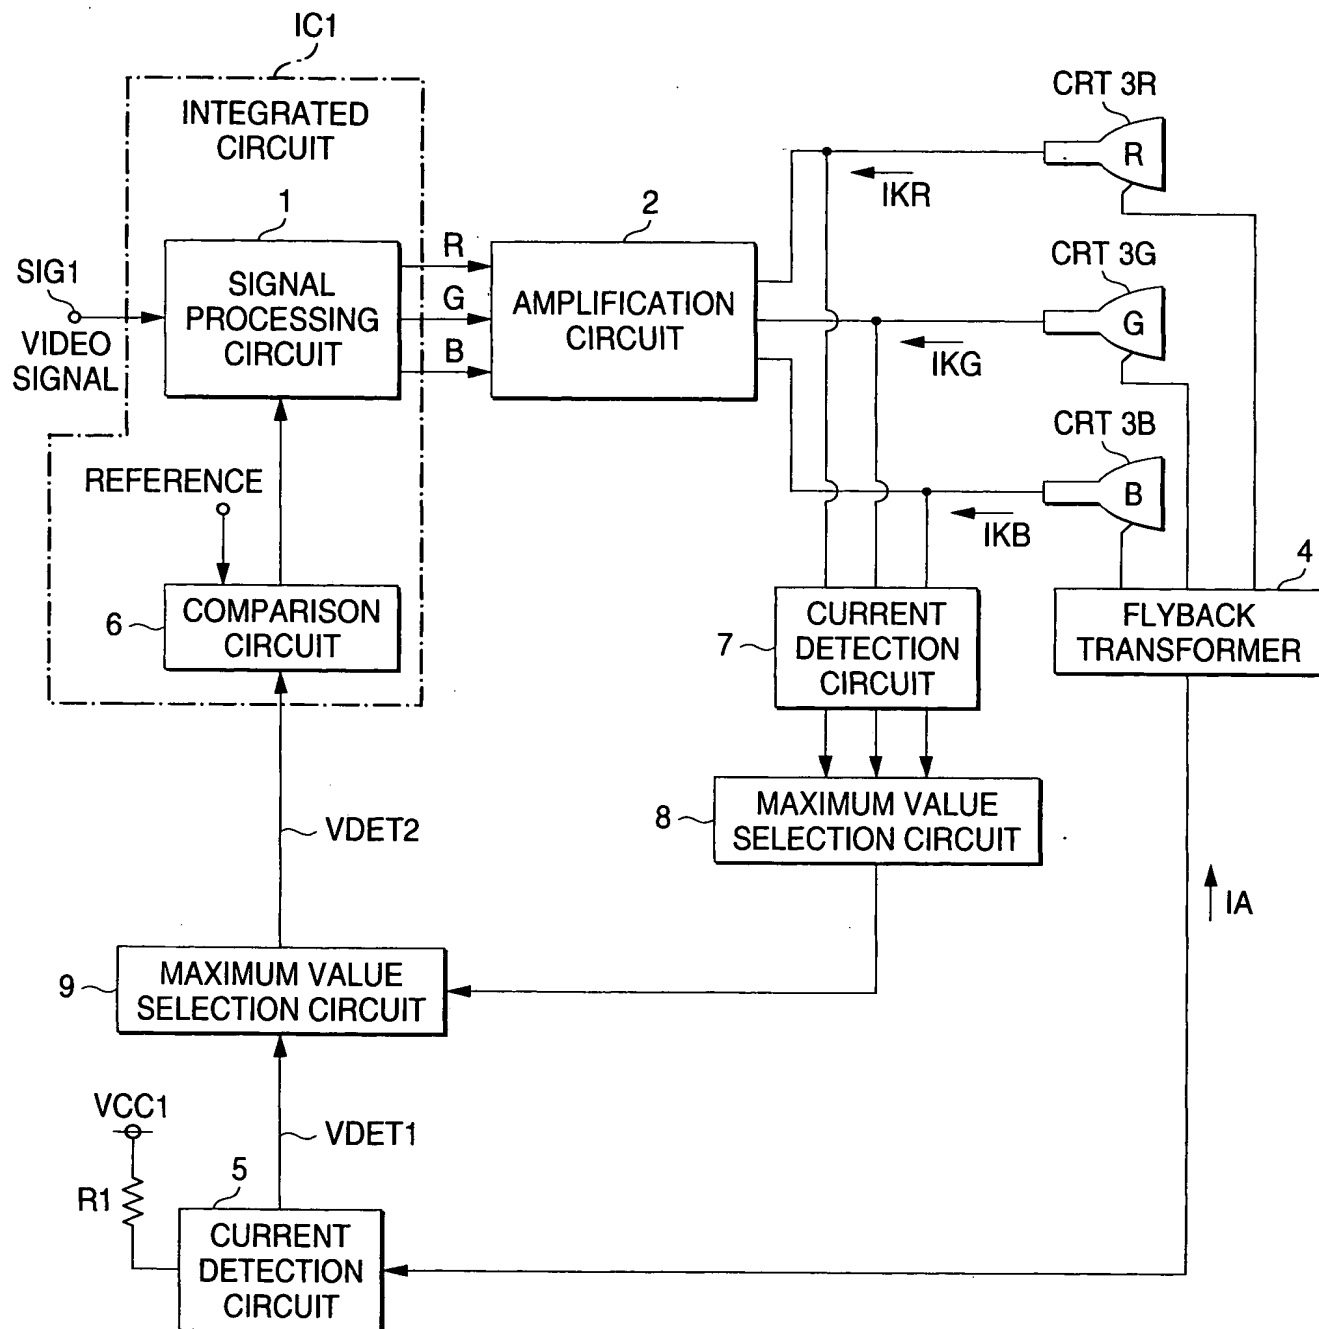 IC1
INTEGRATED
CIRCUIT
CRT 3R
R
IKR
1
2
SIG1
VIDEO
SIGNAL
SIGNAL
PROCESSING
CIRCUIT
R
G
B
AMPLIFICATION
CIRCUIT
CRT 3G
G
IKG
CRT 3B
B
IKB
REFERENCE
6
COMPARISON
CIRCUIT
7
CURRENT
DETECTION
CIRCUIT
4
FLYBACK
TRANSFORMER
8
MAXIMUM VALUE
SELECTION CIRCUIT
VDET2
IA
9
MAXIMUM VALUE
SELECTION CIRCUIT
VCC1
VDET1
R1
5
CURRENT
DETECTION
CIRCUIT